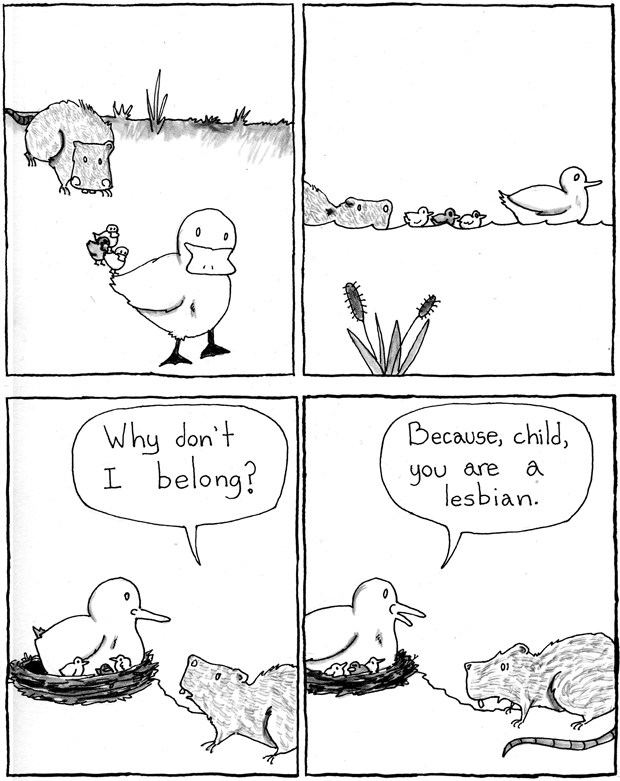 Why don't
I belong?
Because, child,
you are a
lesbian.